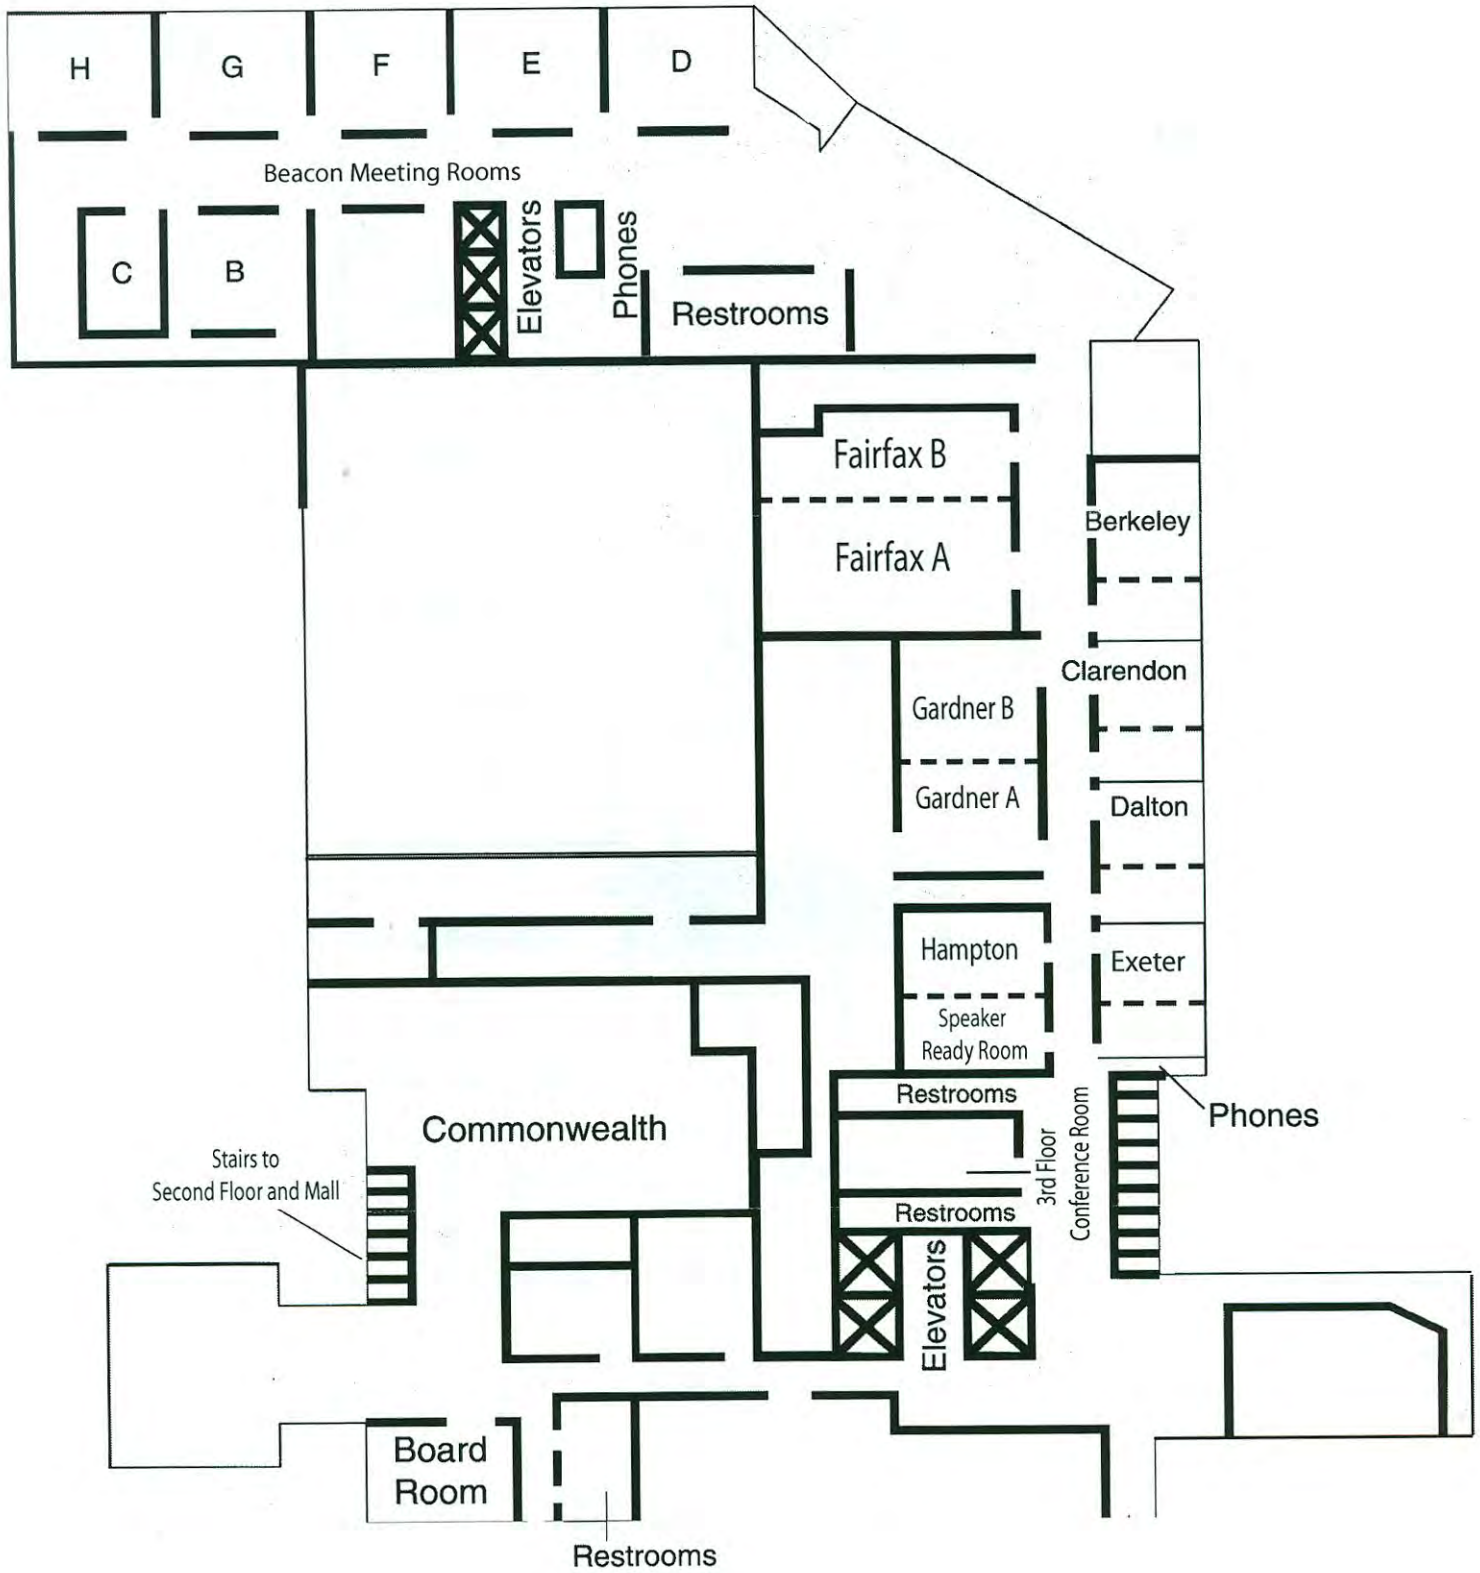 H
G
F
E
D
Beacon Meeting Rooms
C
B
Elevators
Phones
Restrooms
Fairfax B
Fairfax A
Berkeley
Clarendon
Gardner B
Gardner A
Dalton
Hampton
Exeter
Speaker
Ready Room
Restrooms
Phones
Commonwealth
3rd Floor
Conference Room
Stairs to
Second Floor and Mall
Restrooms
Elevators
Board
Room
Restrooms